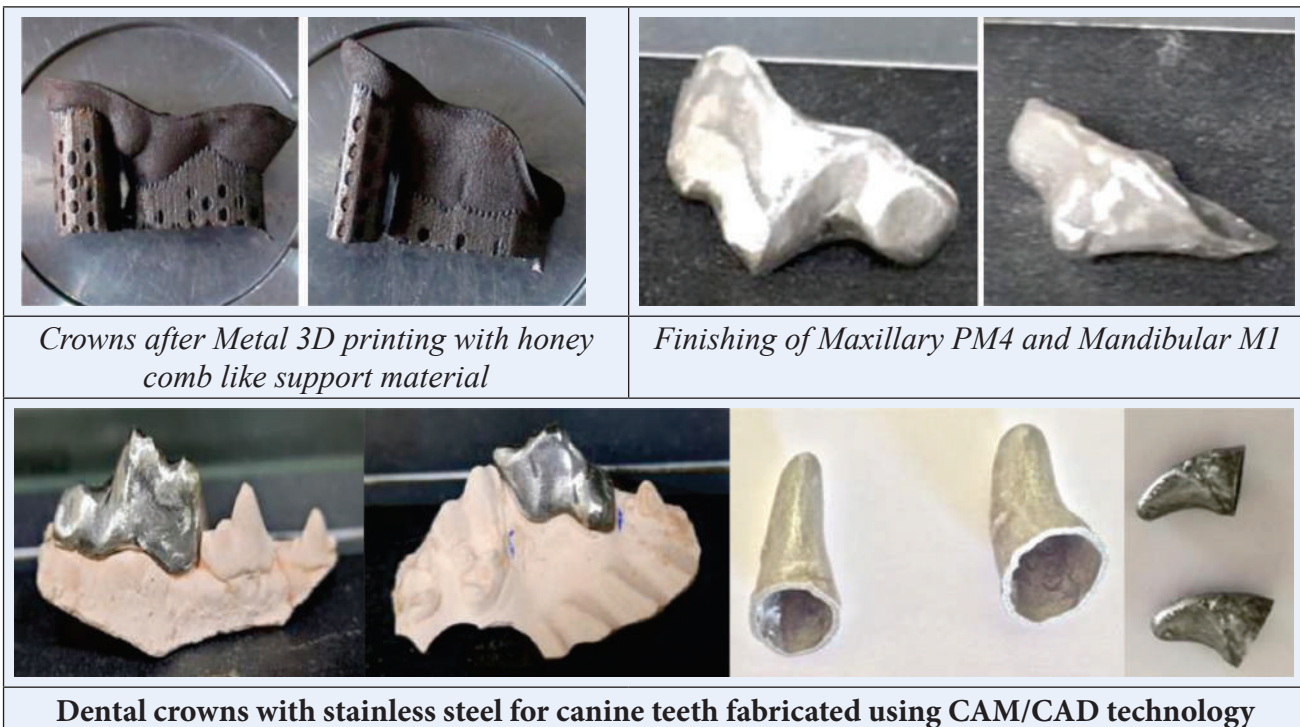 Crowns after Metal 3D printing with honey
comb like support material
Finishing of Maxillary PM4 and Mandibular M1
Dental crowns with stainless steel for canine teeth fabricated using CAM/CAD technology